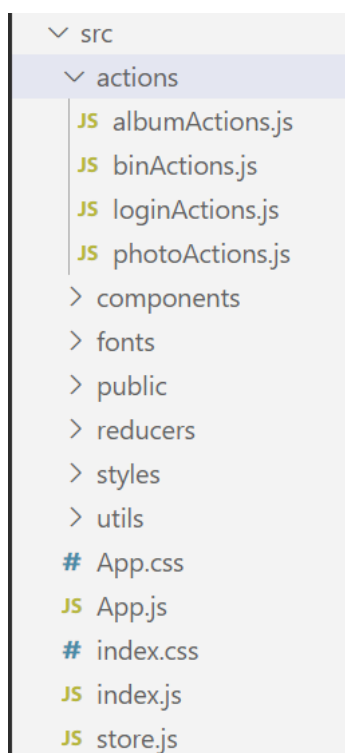 src
actions
JS albumActions.js
JS binActions.js
JS loginActions.js
JS photoActions.js
components
fonts
public
reducers
styles
utils
# App.css
JS App.js
# index.css
JS index.js
JS store.js